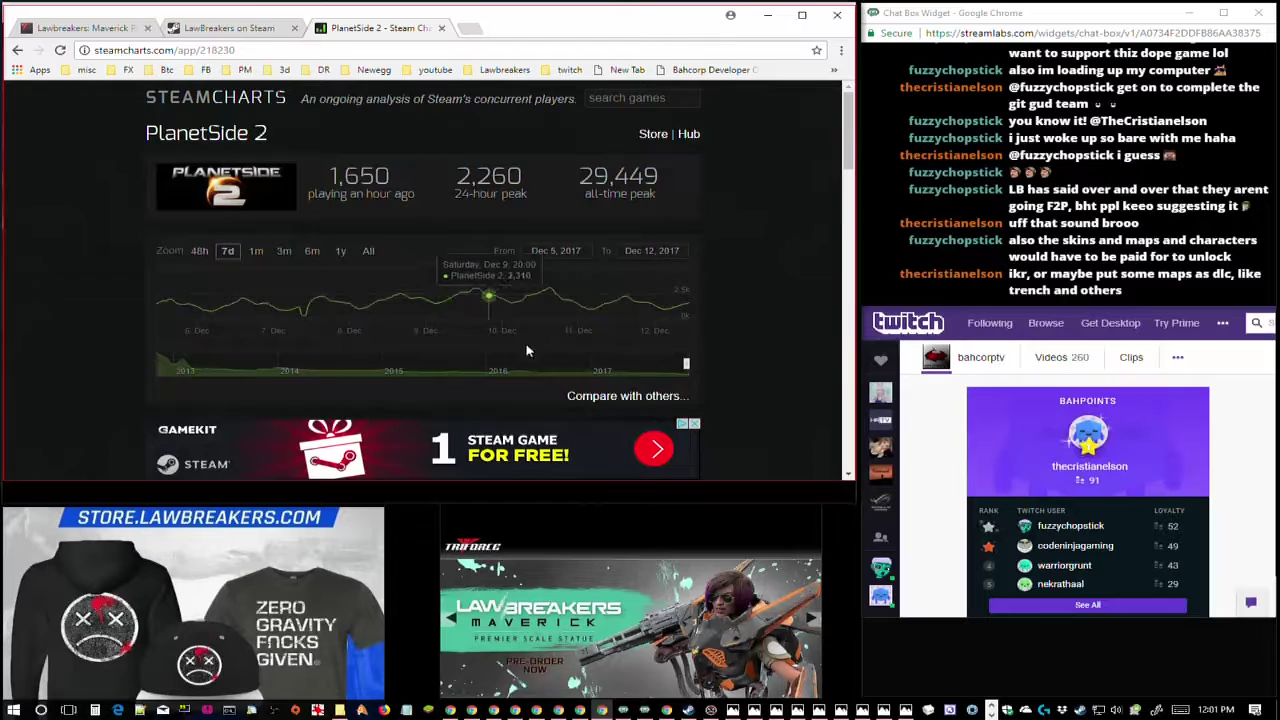 Lawbreakers: Maverick P
LawBreakers on Steam
PlanetSide 2 - Steam Cha
steamcharts.com/app/218230
Apps
misc
FX
Btc
FB
PM
3d
DR
Newegg
youtube
Lawbreakers
twitch
New Tab
Bahcorp Developer C
»
STEAMCHARTS
An ongoing analysis of Steam's concurrent players.
search games
PlanetSide 2
Store | Hub
PLANETSIDE 2
1,650
playing an hour ago
2,260
24-hour peak
29,449
all-time peak
Zoom 48h 7d 1m 3m 6m 1y All
From Dec 5, 2017 To Dec 12, 2017
Saturday, Dec 9, 20:00
PlanetSide 2: 2,310
2.5k
0k
6. Dec 7. Dec 8. Dec 9. Dec 10. Dec 11. Dec 12. Dec
2013 2014 2015 2016 2017
Compare with others...
GAMEKIT
STEAM
1 STEAM GAME
FOR FREE!
STORE.LAWBREAKERS.COM
ZERO
GRAVITY
F
CKS
GIVEN
TRIFORCE
LAWBREAKERS
MAVERICK
PREMIER SCALE STATUE
PRE-ORDER
NOW
Chat Box Widget - Google Chrome
Secure | https://streamlabs.com/widgets/chat-box/v1/A0734F2DDFB86AA38375
want to support thiz dope game lol
fuzzychopstick also im loading up my computer
thecristianelson @fuzzychopstick get on to complete the
git gud team
fuzzychopstick you know it! @TheCristianelson
fuzzychopstick i just woke up so bare with me haha
thecristianelson @fuzzychopstick i guess
fuzzychopstick
fuzzychopstick LB has said over and over that they arent
going F2P, bht ppl keeo suggesting it
thecristianelson uff that sound brooo
fuzzychopstick also the skins and maps and characters
would have to be paid for to unlock
thecristianelson ikr, or maybe put some maps as dlc, like
trench and others
twitch
Following
Browse
Get Desktop
Try Prime
bahcorptv
Videos 260
Clips
BAHPOINTS
1
thecristianelson
91
RANK TWITCH USER LOYALTY
fuzzychopstick 52
codeninjagaming 49
4 warriorgrunt 43
5 nekrathaal 29
See All
12:01 PM